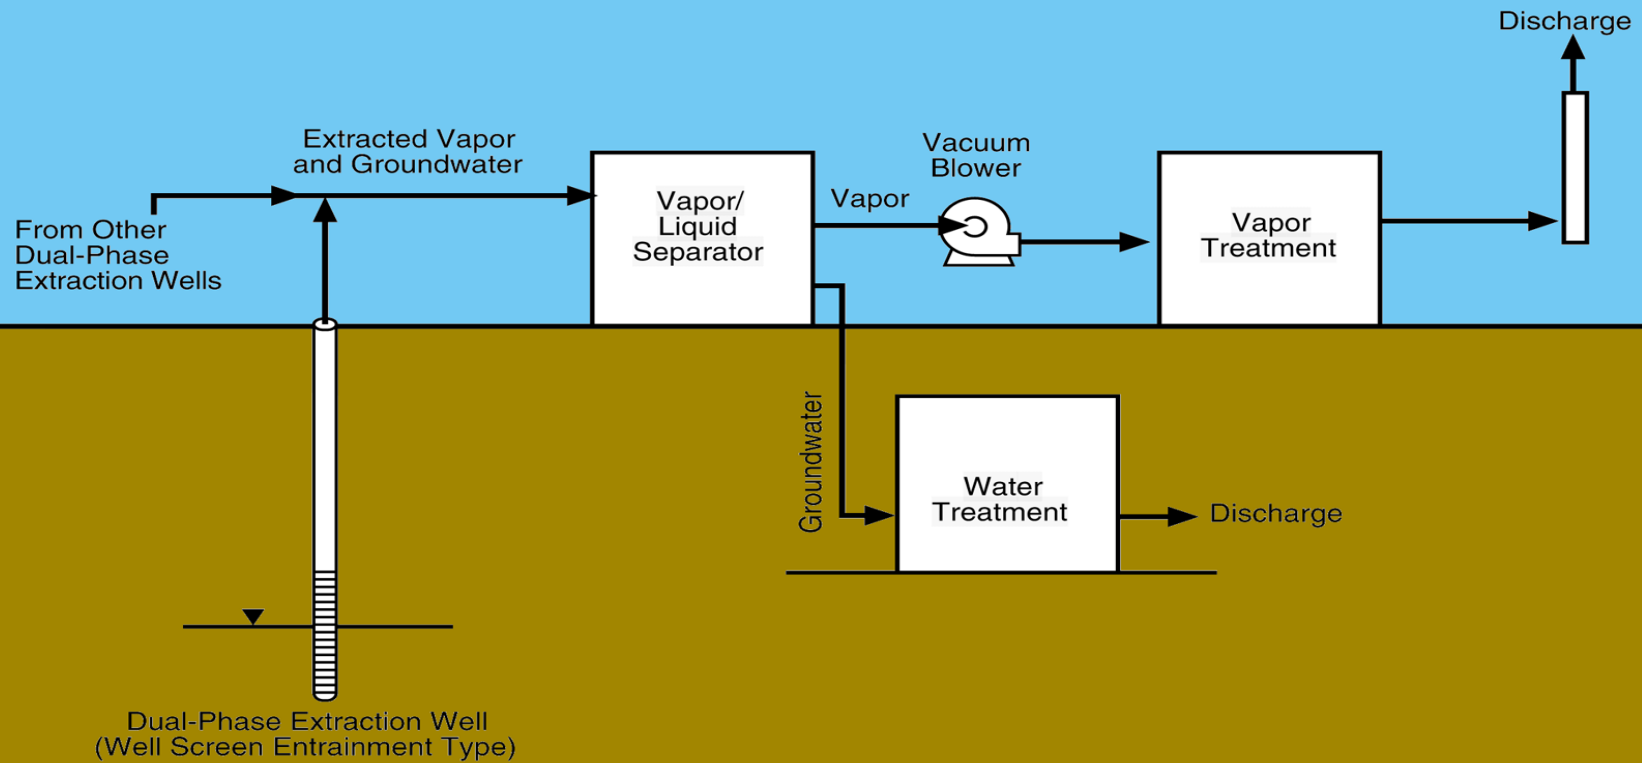 Discharge
Extracted Vapor
and Groundwater
From Other
Dual-Phase
Extraction Wells
Vapor/
Liquid
Separator
Vapor
Vacuum
Blower
Vapor
Treatment
Groundwater
Water
Treatment
Discharge
Dual-Phase Extraction Well
(Well Screen Entrainment Type)